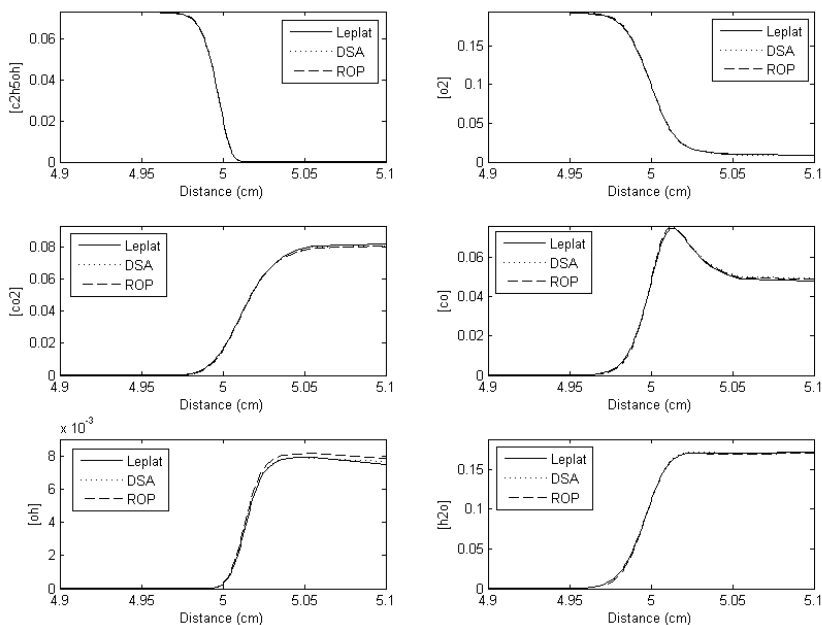 0.06
0.04
0.02
0
[c2h5oh]
Leplat
DSA
ROP
4.9 4.95 5 5.05 5.1
Distance (cm)
0.15
0.1
0.05
0
[o2]
Leplat
DSA
ROP
4.9 4.95 5 5.05 5.1
Distance (cm)
0.08
0.06
0.04
0.02
0
[co2]
Leplat
DSA
ROP
4.9 4.95 5 5.05 5.1
Distance (cm)
0.06
0.04
0.02
0
[co]
Leplat
DSA
ROP
4.9 4.95 5 5.05 5.1
Distance (cm)
x 10⁻³
8
6
4
2
0
[oh]
Leplat
DSA
ROP
4.9 4.95 5 5.05 5.1
Distance (cm)
0.15
0.1
0.05
0
[h2o]
Leplat
DSA
ROP
4.9 4.95 5 5.05 5.1
Distance (cm)